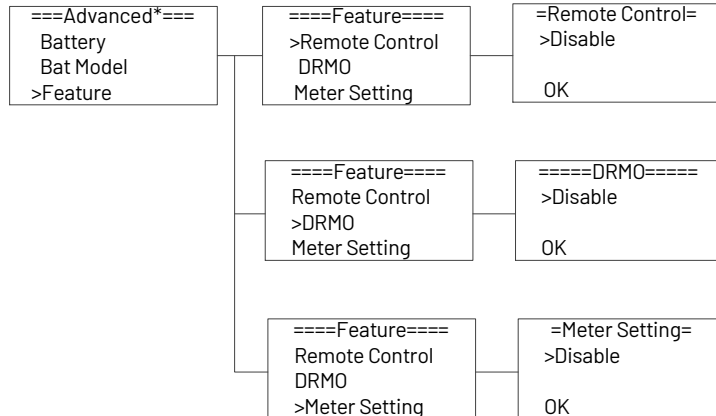 ===Advanced*===
Battery
Bat Model
>Feature
====Feature====
>Remote Control
DRMO
Meter Setting
=Remote Control=
>Disable
OK
====Feature====
Remote Control
>DRMO
Meter Setting
=====DRMO=====
>Disable
OK
====Feature====
Remote Control
DRMO
>Meter Setting
=Meter Setting=
>Disable
OK